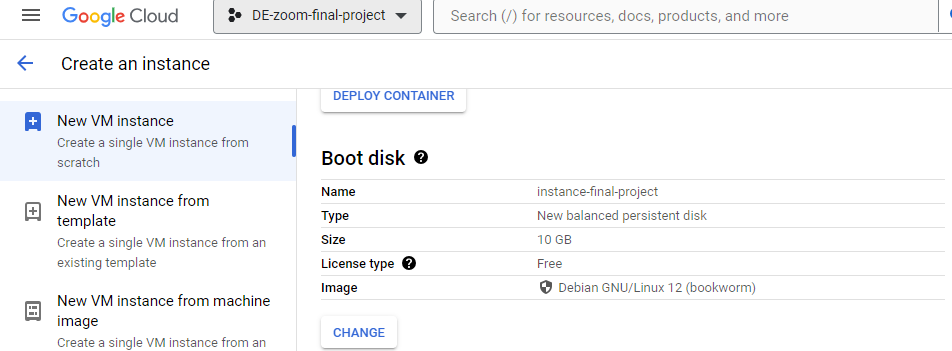 Google Cloud
DE-zoom-final-project
Search (/) for resources, docs, products, and more
Create an instance
New VM instance
Create a single VM instance from
scratch
New VM instance from
template
Create a single VM instance from an
existing template
New VM instance from machine
image
Create a single VM instance from an
DEPLOY CONTAINER
Boot disk ?
Name instance-final-project
Type New balanced persistent disk
Size 10 GB
License type ? Free
Image Debian GNU/Linux 12 (bookworm)
CHANGE